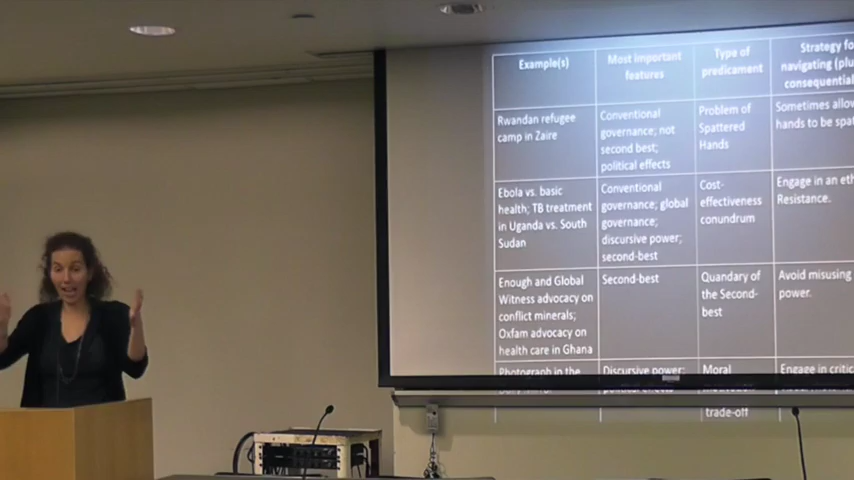 Example(s)
Most important
features
Type of
predicament
Strategy fo
navigating (plu
consequential
Rwandan refugee
camp in Zaire
Conventional
governance; not
second best;
political effects
Problem of
Spattered
Hands
Sometimes allow
hands to be spat
Ebola vs. basic
health; TB treatment
in Uganda vs. South
Sudan
Conventional
governance; global
governance;
discursive power;
second-best
Cost-
effectiveness
conundrum
Engage in an eth
Resistance.
Enough and Global
Witness advocacy on
conflict minerals;
Oxfam advocacy on
health care in Ghana
Second-best
Quandary of
the Second-
best
Avoid misusing
power.
Photograph in the
Discursive power;
Moral
trade-off
Engage in critic